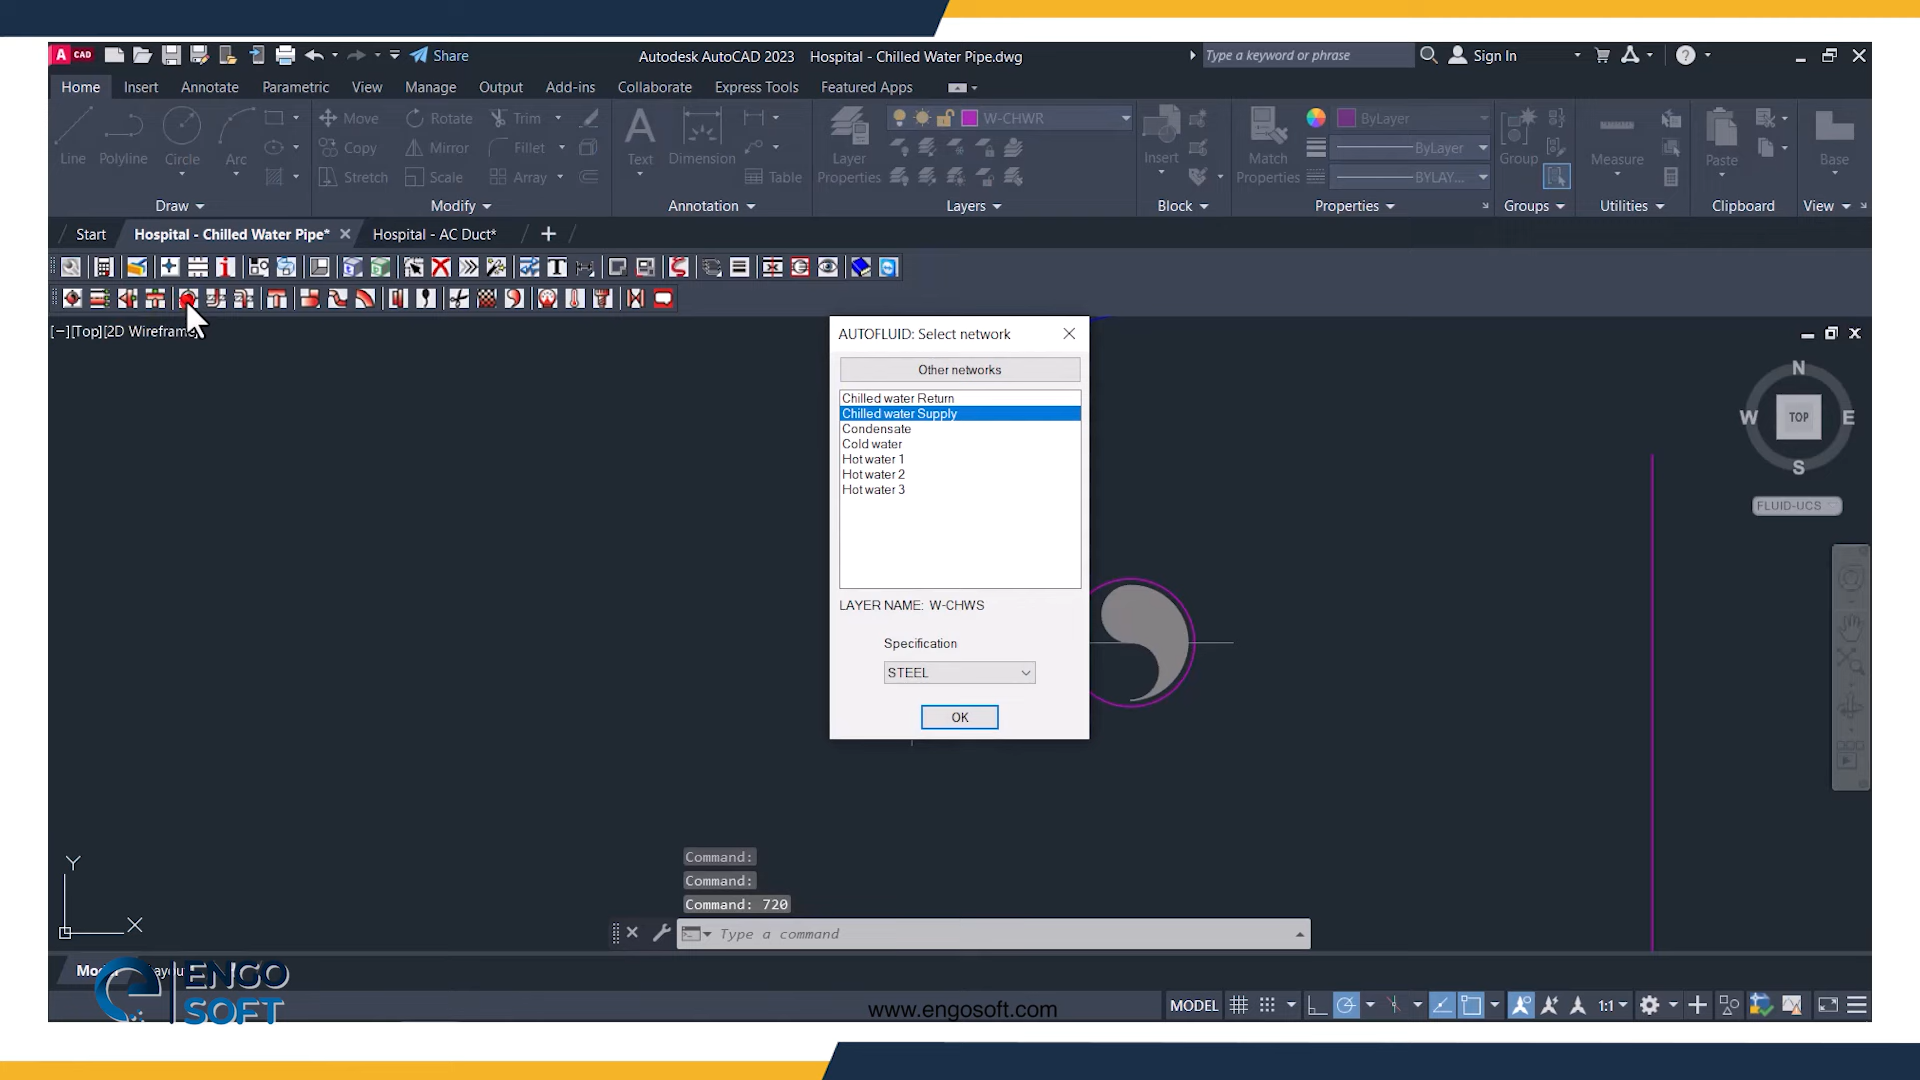 A CAD
Share
Autodesk AutoCAD 2023 Hospital - Chilled Water Pipe.dwg
Type a keyword or phrase
Sign In
Home Insert Annotate Parametric View Manage Output Add-ins Collaborate Express Tools Featured Apps
Line Polyline Circle Arc
Move Rotate Trim
Copy Mirror Fillet
Stretch Scale Array
Text Dimension Table
Layer Properties
W-CHWR
Insert
Match Properties
ByLayer
ByLayer
BYLAY...
Group
Measure
Paste
Base
Draw Modify Annotation Layers Block Properties Groups Utilities Clipboard View
Start Hospital - Chilled Water Pipe* Hospital - AC Duct*
[−][Top][2D Wireframe
AUTOFLUID: Select network
Other networks
Chilled water Return
Chilled water Supply
Condensate
Cold water
Hot water 1
Hot water 2
Hot water 3
LAYER NAME: W-CHWS
Specification
STEEL
OK
N
W TOP E
S
FLUID-UCS
Y
X
Command:
Command:
Command: 720
Type a command
ENGO
SOFT
www.engosoft.com
MODEL
1:1